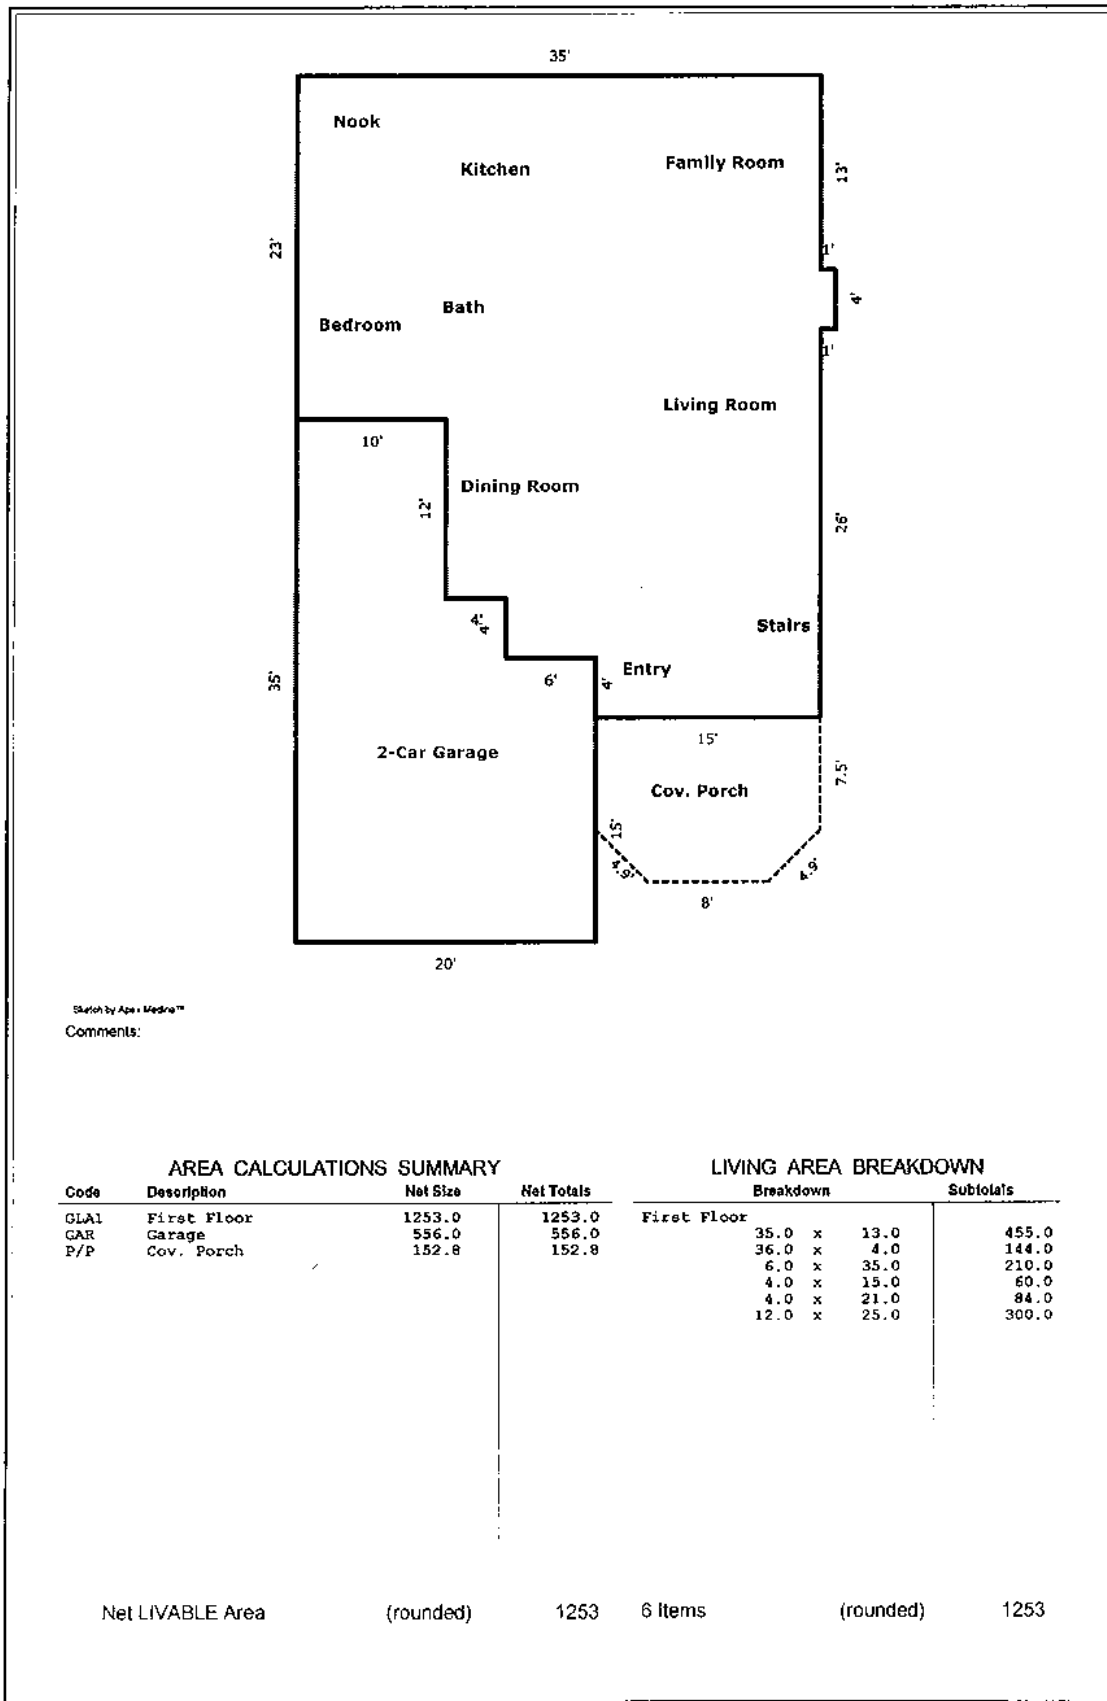 35'
Nook
Kitchen
Family Room
13'
23'
1'
4'
Bath
Bedroom
1'
Living Room
10'
Dining Room
12'
26'
4'
4'
Stairs
Entry
6'
4'
35'
15'
2-Car Garage
7.5'
Cov. Porch
15'
4.9'
4.9'
8'
20'
Sketch by Apex Medina™
Comments:
AREA CALCULATIONS SUMMARY
Code Description Net Size Net Totals
GLA1 First Floor 1253.0 1253.0
GAR Garage 556.0 556.0
P/P Cov. Porch 152.8 152.8
LIVING AREA BREAKDOWN
Breakdown Subtotals
First Floor
35.0 x 13.0 455.0
36.0 x 4.0 144.0
6.0 x 35.0 210.0
4.0 x 15.0 60.0
4.0 x 21.0 84.0
12.0 x 25.0 300.0
Net LIVABLE Area (rounded) 1253
6 Items (rounded) 1253